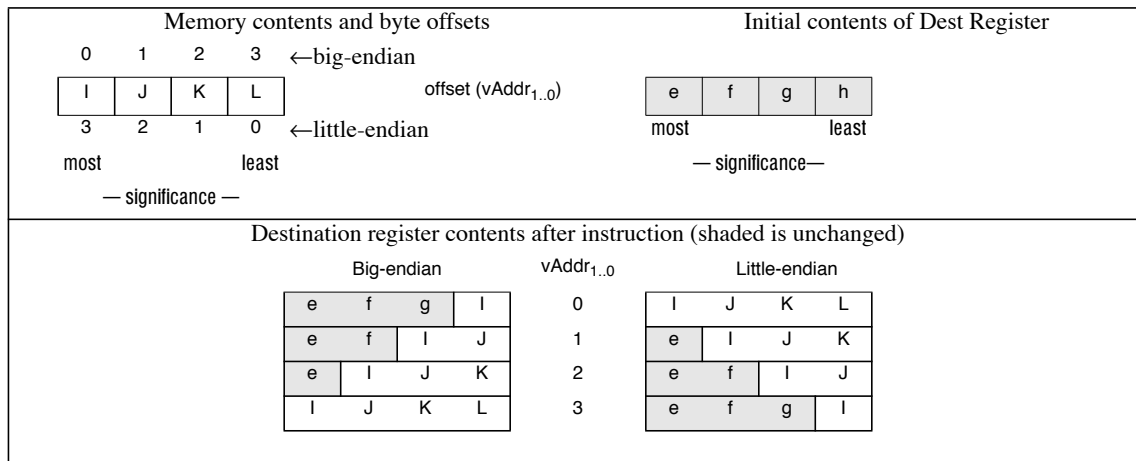 Memory contents and byte offsets
Initial contents of Dest Register
0 1 2 3 ←big-endian
I J K L
offset (vAddr1..0)
e f g h
3 2 1 0 ←little-endian
most least
most least
— significance —
— significance—
Destination register contents after instruction (shaded is unchanged)
Big-endian vAddr1..0 Little-endian
e f g I 0 I J K L
e f I J 1 e I J K
e I J K 2 e f I J
I J K L 3 e f g I